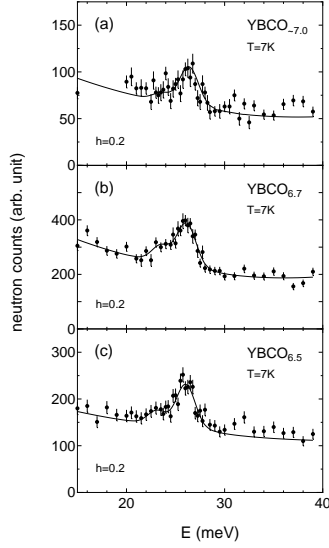 (a) YBCO~7.0
T=7K
150
100
50
0
h=0.2
(b) YBCO6.7
T=7K
400
200
0
h=0.2
neutron counts (arb. unit)
(c) YBCO6.5
T=7K
300
200
100
0
h=0.2
20 30 40
E (meV)